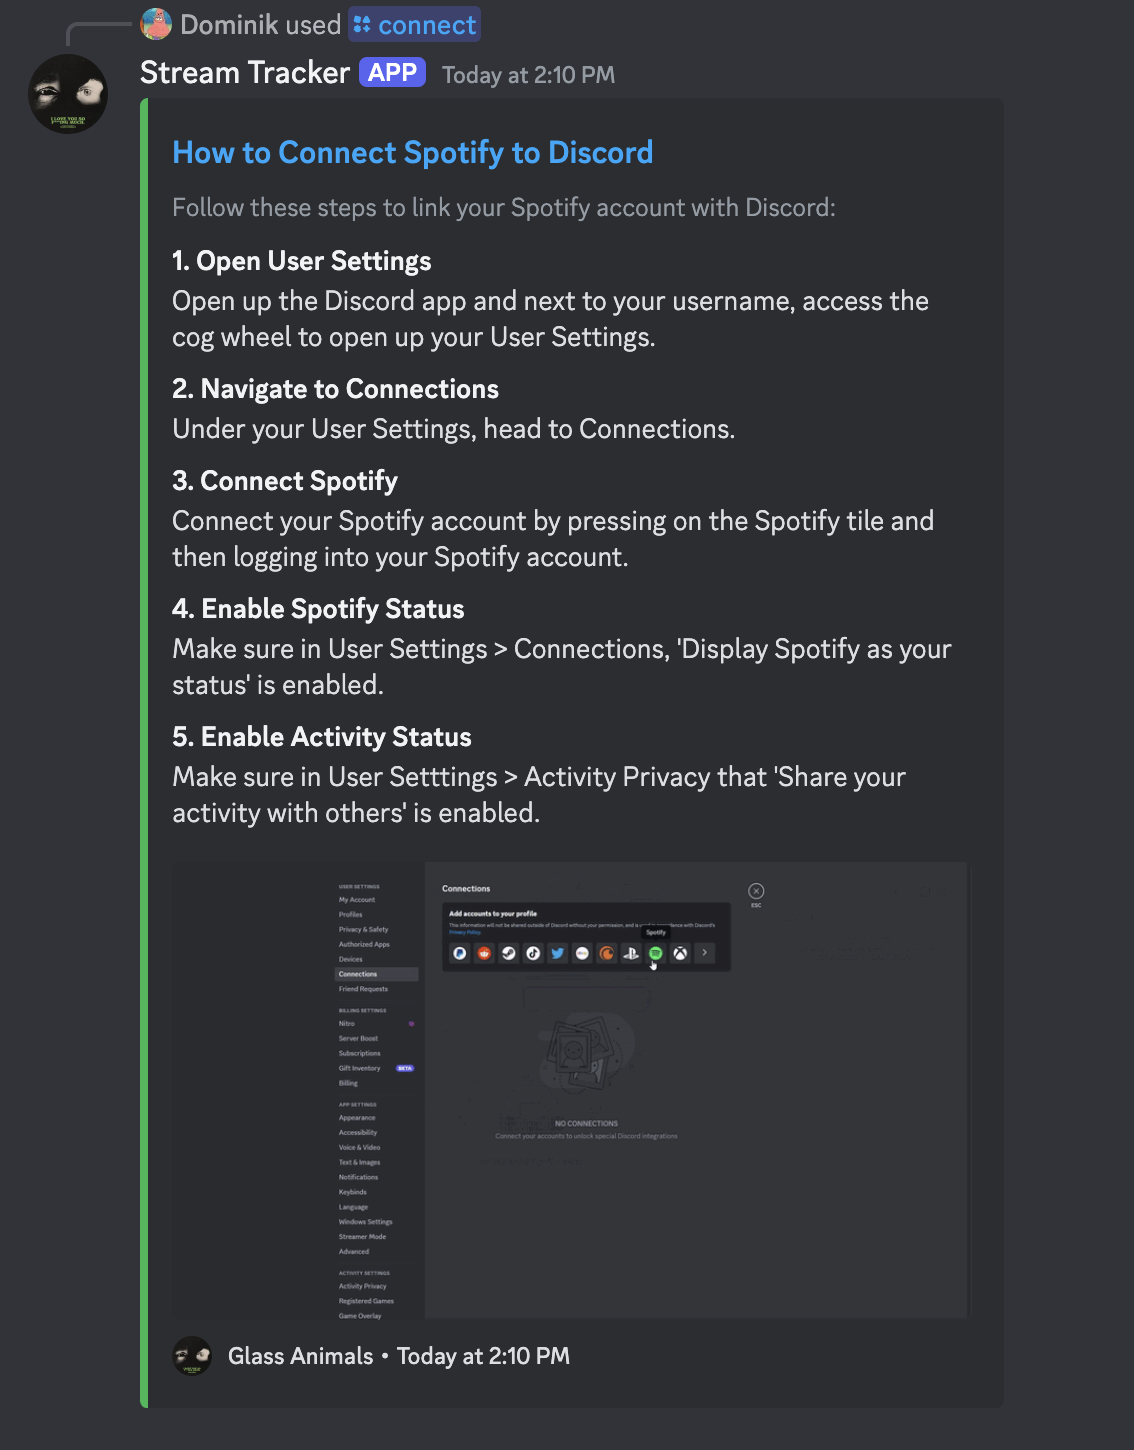 Dominik used connect
Stream Tracker APP Today at 2:10 PM
How to Connect Spotify to Discord
Follow these steps to link your Spotify account with Discord:
1. Open User Settings
Open up the Discord app and next to your username, access the
cog wheel to open up your User Settings.
2. Navigate to Connections
Under your User Settings, head to Connections.
3. Connect Spotify
Connect your Spotify account by pressing on the Spotify tile and
then logging into your Spotify account.
4. Enable Spotify Status
Make sure in User Settings > Connections, 'Display Spotify as your
status' is enabled.
5. Enable Activity Status
Make sure in User Setttings > Activity Privacy that 'Share your
activity with others' is enabled.
USER SETTINGS
My Account
Profiles
Privacy & Safety
Authorized Apps
Devices
Connections
Friend Requests
BILLING SETTINGS
Nitro
Server Boost
Subscriptions
Gift Inventory BETA
Billing
APP SETTINGS
Appearance
Accessibility
Voice & Video
Text & Images
Notifications
Keybinds
Language
Windows Settings
Streamer Mode
Advanced
ACTIVITY SETTINGS
Activity Privacy
Registered Games
Game Overlay
Connections
ESC
Add accounts to your profile
This information will not be shared outside of Discord without your permission, and is with Discord's
Privacy Policy.
Spotify
NO CONNECTIONS
Connect your accounts to unlock special Discord integrations
Glass Animals • Today at 2:10 PM